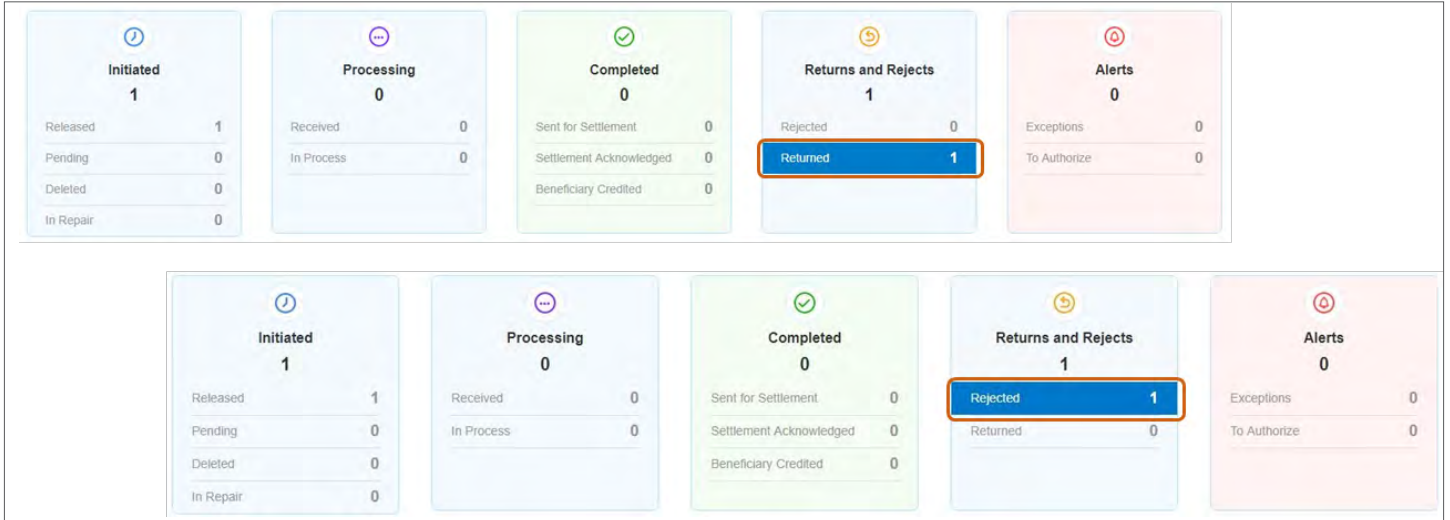 Initiated
1
Released 1
Pending 0
Deleted 0
In Repair 0
Processing
0
Received 0
In Process 0
Completed
0
Sent for Settlement 0
Settlement Acknowledged 0
Beneficiary Credited 0
Returns and Rejects
1
Rejected 0
Returned 1
Alerts
0
Exceptions 0
To Authorize 0
Initiated
1
Released 1
Pending 0
Deleted 0
In Repair 0
Processing
0
Received 0
In Process 0
Completed
0
Sent for Settlement 0
Settlement Acknowledged 0
Beneficiary Credited 0
Returns and Rejects
1
Rejected 1
Returned 0
Alerts
0
Exceptions 0
To Authorize 0